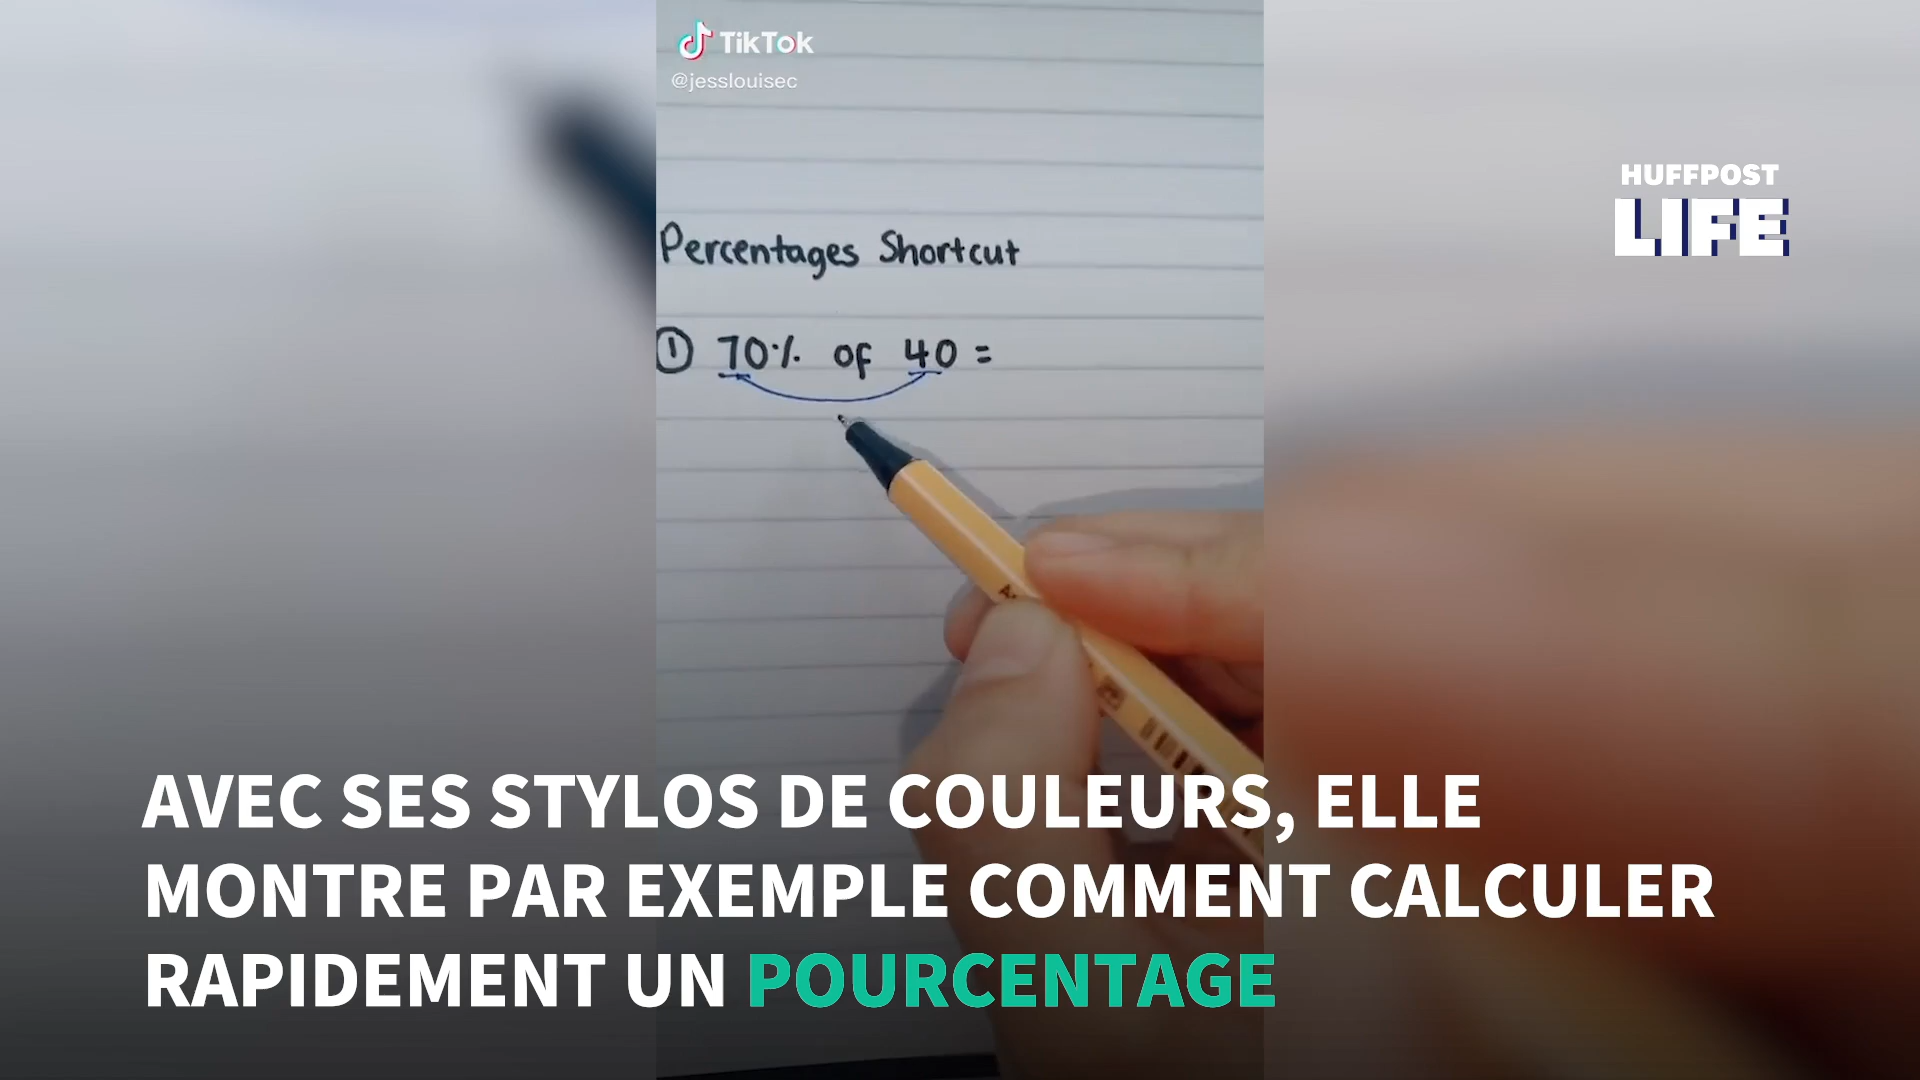 TikTok
@jesslouisec
HUFFPOST
LIFE
Percentages Shortcut
① 70% of 40 =
AVEC SES STYLOS DE COULEURS, ELLE
MONTRE PAR EXEMPLE COMMENT CALCULER
RAPIDEMENT UN POURCENTAGE